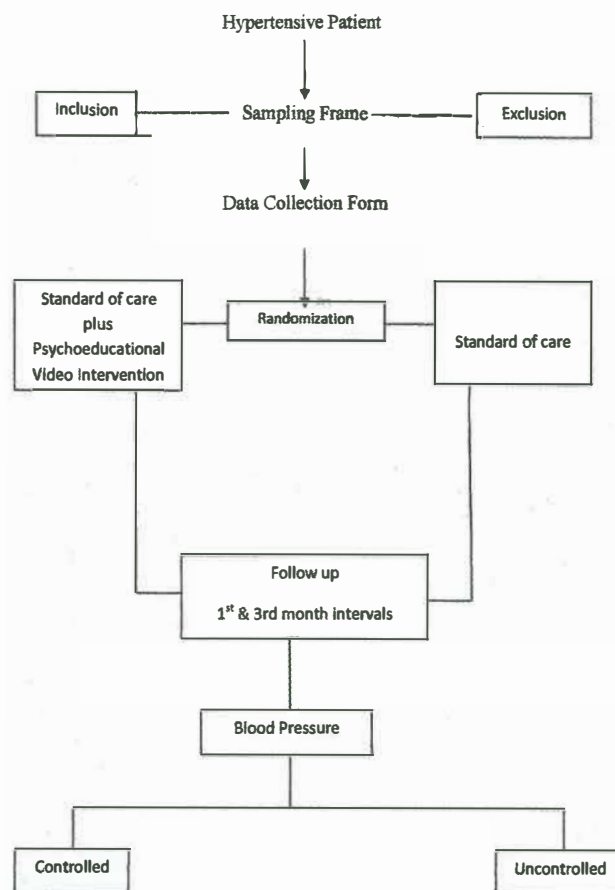 Hypertensive Patient
Inclusion
Sampling Frame
Exclusion
Data Collection Form
Standard of care
plus
Psychoeducational
Video Intervention
Randomization
Standard of care
Follow up
1st & 3rd month intervals
Blood Pressure
Controlled
Uncontrolled